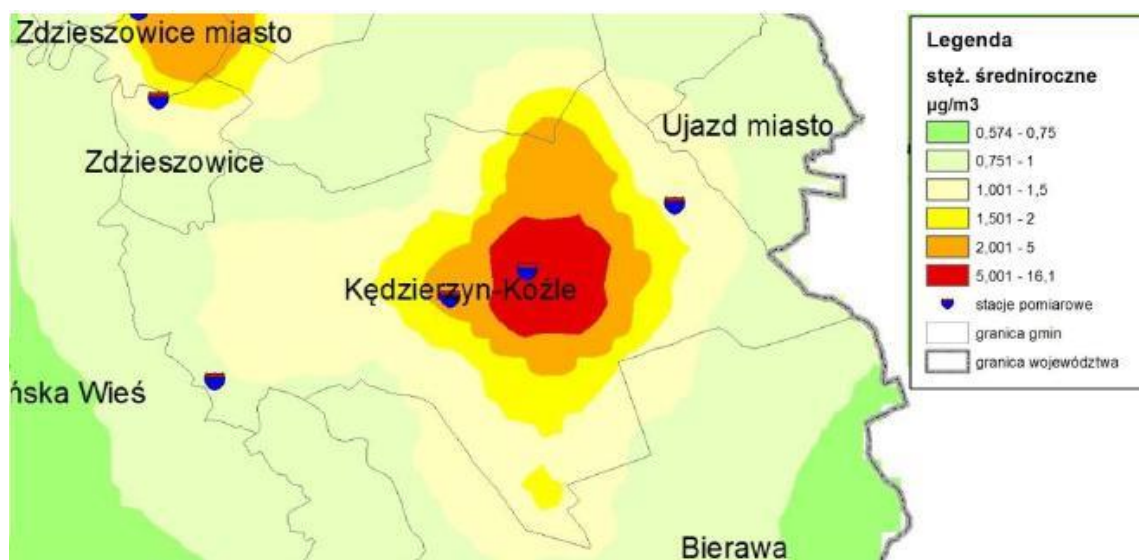 Zdzieszowice miasto
Zdzieszowice
Ujazd miasto
Kędzierzyn-Koźle
ńska Wieś
Bierawa
Legenda
stęż. średniroczne
µg/m3
0,574 - 0,75
0,751 - 1
1,001 - 1,5
1,501 - 2
2,001 - 5
5,001 - 16,1
stacje pomiarowe
granica gmin
granica województwa